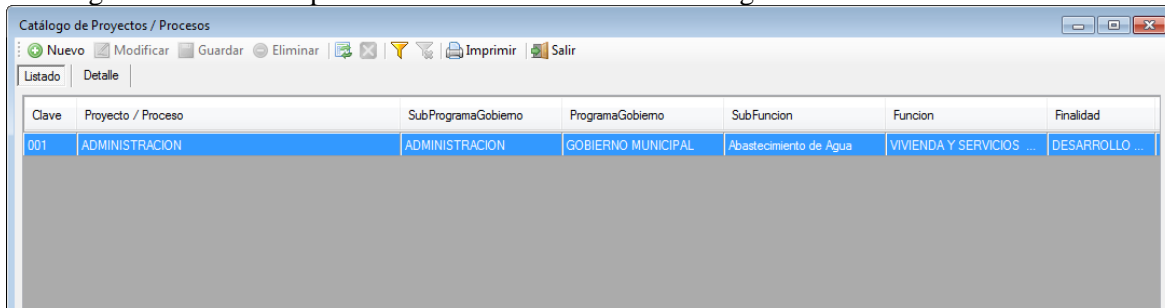 Catálogo de Proyectos / Procesos
Nuevo Modificar Guardar Eliminar Imprimir Salir
Listado Detalle
Clave Proyecto / Proceso SubProgramaGobierno ProgramaGobierno SubFuncion Funcion Finalidad
001 ADMINISTRACION ADMINISTRACION GOBIERNO MUNICIPAL Abastecimiento de Agua VIVIENDA Y SERVICIOS ... DESARROLLO ...